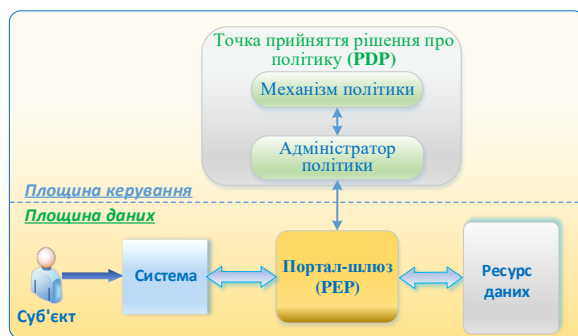 Точка прийняття рішення про
політику (PDP)
Механізм політики
Адміністратор
політики
Площина керування
Площина даних
Суб'єкт
Система
Портал-шлюз
(PEP)
Ресурс
даних